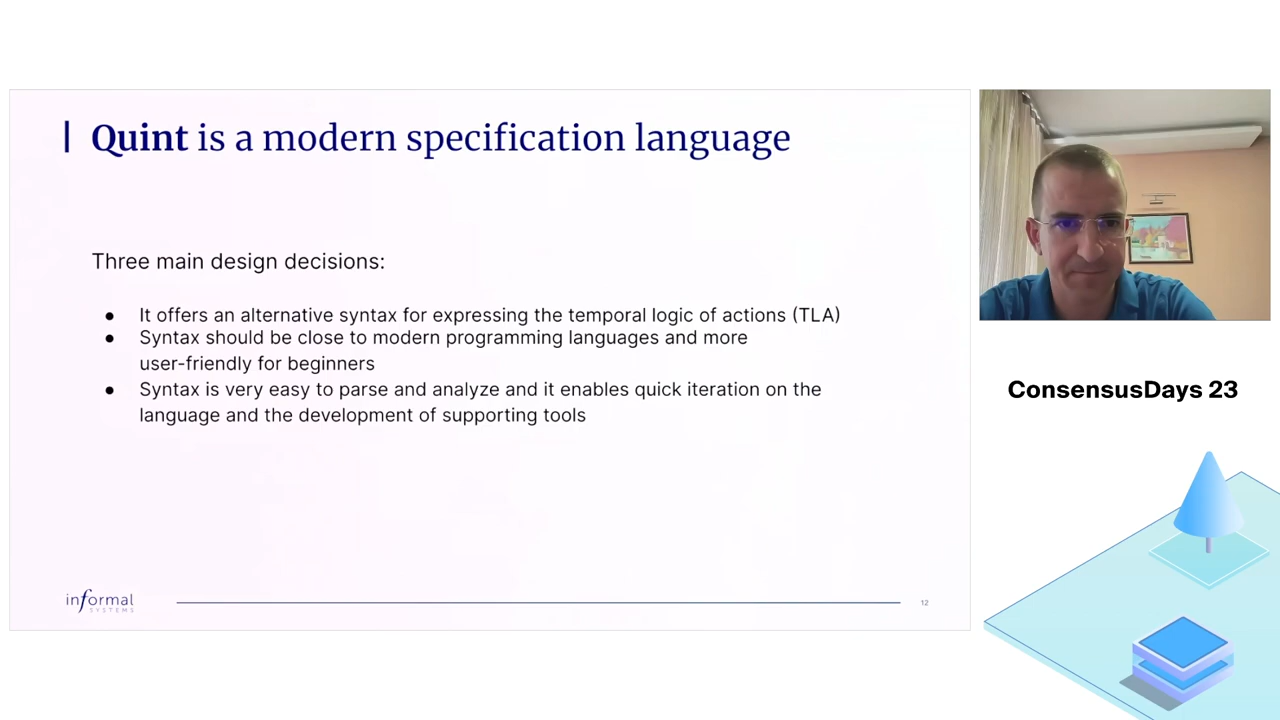 Quint is a modern specification language
Three main design decisions:
● It offers an alternative syntax for expressing the temporal logic of actions (TLA)
● Syntax should be close to modern programming languages and more
user-friendly for beginners
● Syntax is very easy to parse and analyze and it enables quick iteration on the
language and the development of supporting tools
informal
SYSTEMS
12
ConsensusDays 23